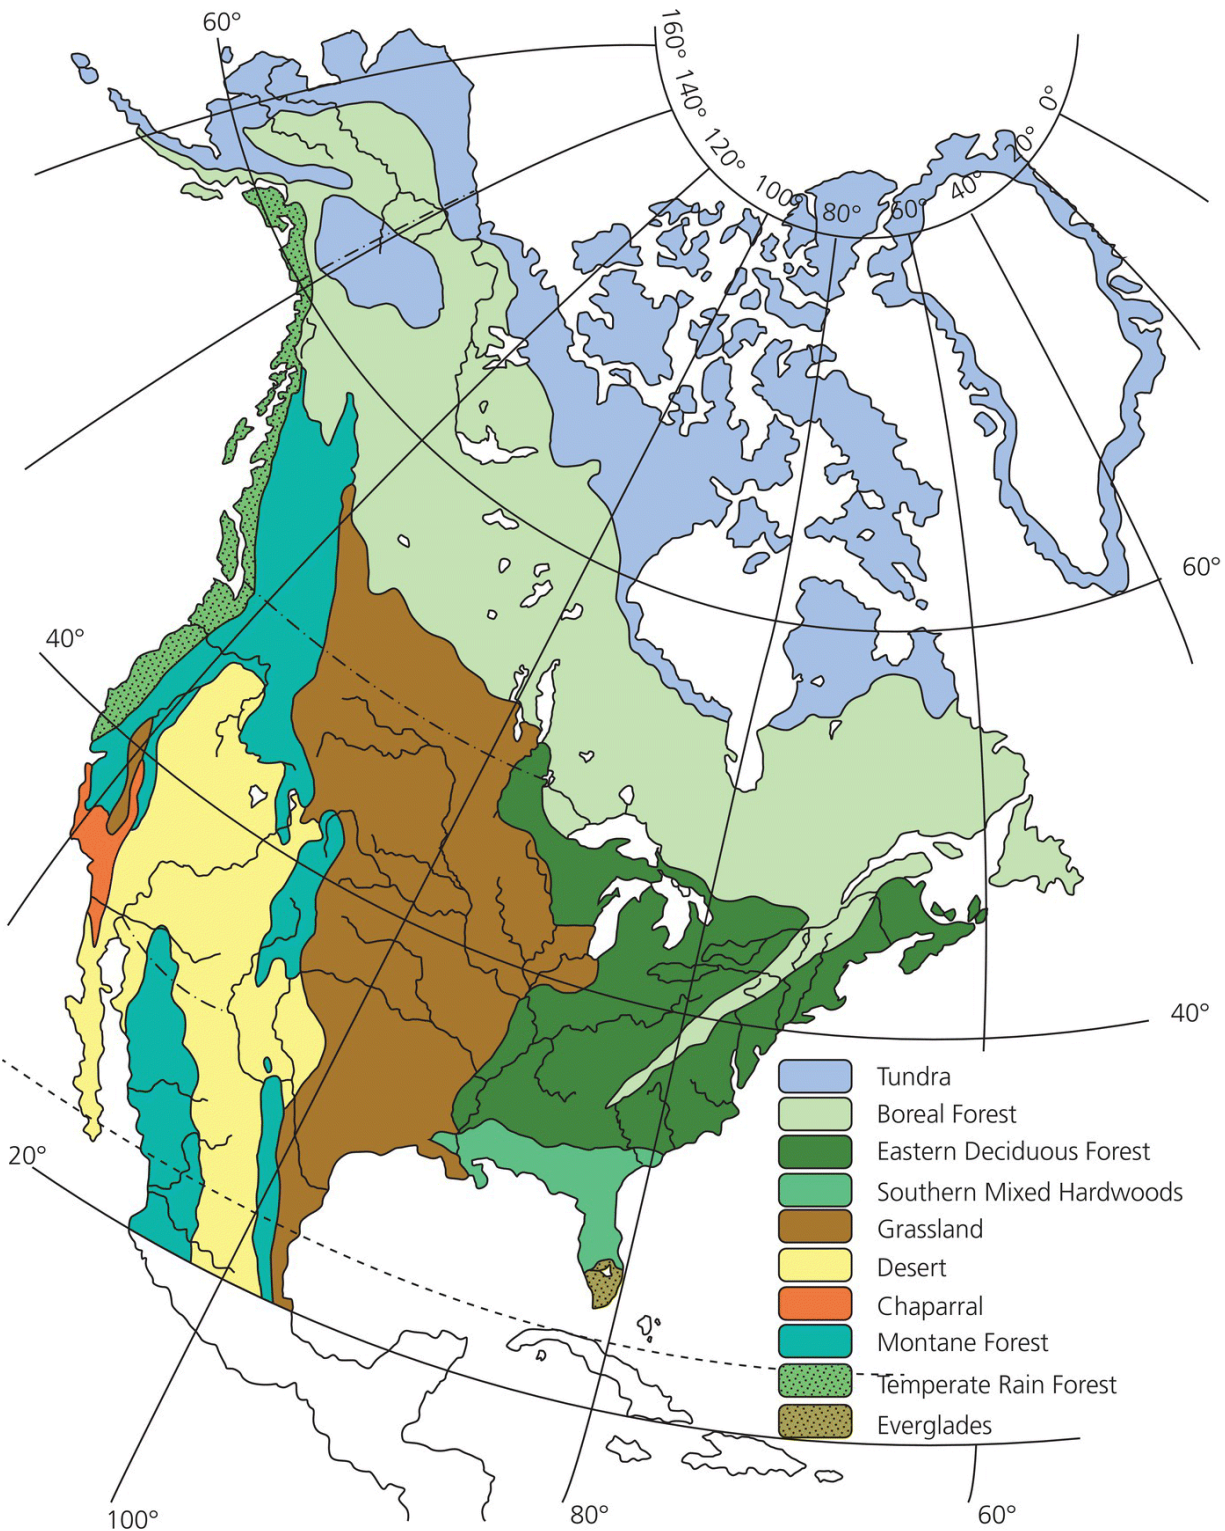 60°
160°
140°
120°
100°
80°
60°
40°
20°
0°
60°
40°
40°
Tundra
Boreal Forest
Eastern Deciduous Forest
Southern Mixed Hardwoods
Grassland
Desert
Chaparral
Montane Forest
Temperate Rain Forest
Everglades
20°
100°
80°
60°